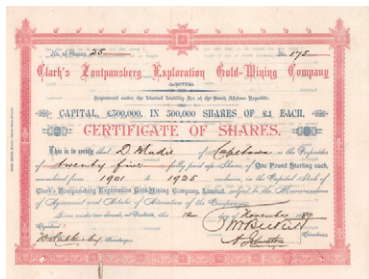 No. of Shares 25 No. 175
Clark's Zoutpansberg Exploration Gold-Mining Company
LIMITED.
Registered under the Limited Liability Act of the South African Republic.
CAPITAL, £500,000, IN 500,000 SHARES OF £1 EACH.
CERTIFICATE OF SHARES.
This is to certify that D. Mudie of Capetown is the Proprietor
of twenty five fully paid-up Shares, of One Pound Sterling each,
numbered from 1901 to 1925 inclusive, in the Capital Stock of
Clark's Zoutpansberg Exploration Gold-Mining Company, Limited, subject to the Memorandum
of Agreement and Articles of Association of the Company.
Given under our hands, at this day of November 1889
Directors.